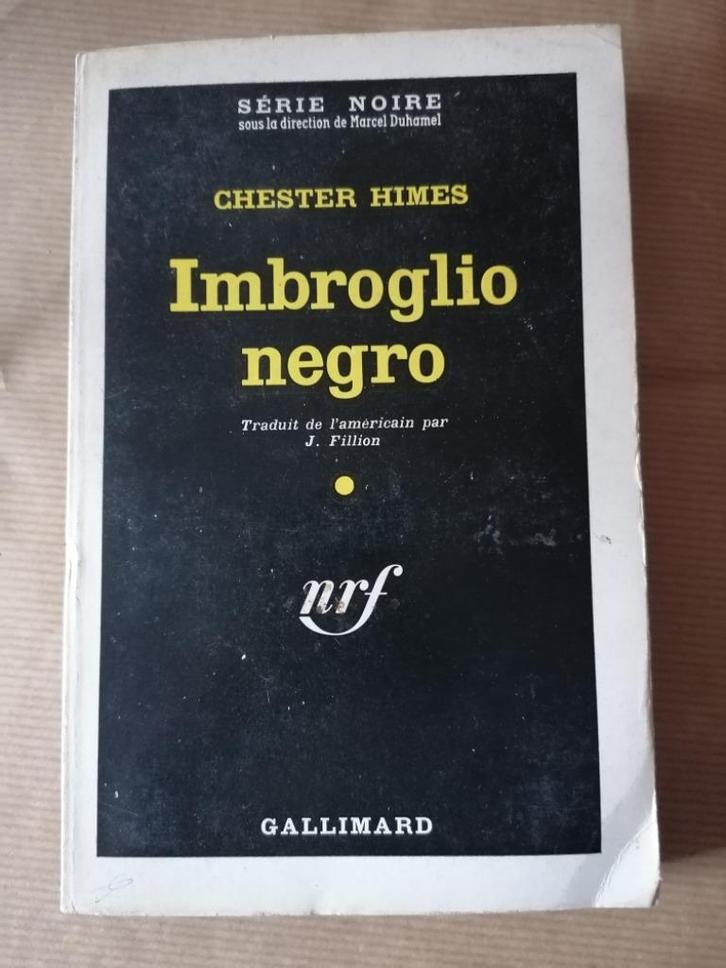 SÉRIE NOIRE
sous la direction de Marcel Duhamel
CHESTER HIMES
Imbroglio
negro
Traduit de l'américain par
J. Fillion
nrf
GALLIMARD